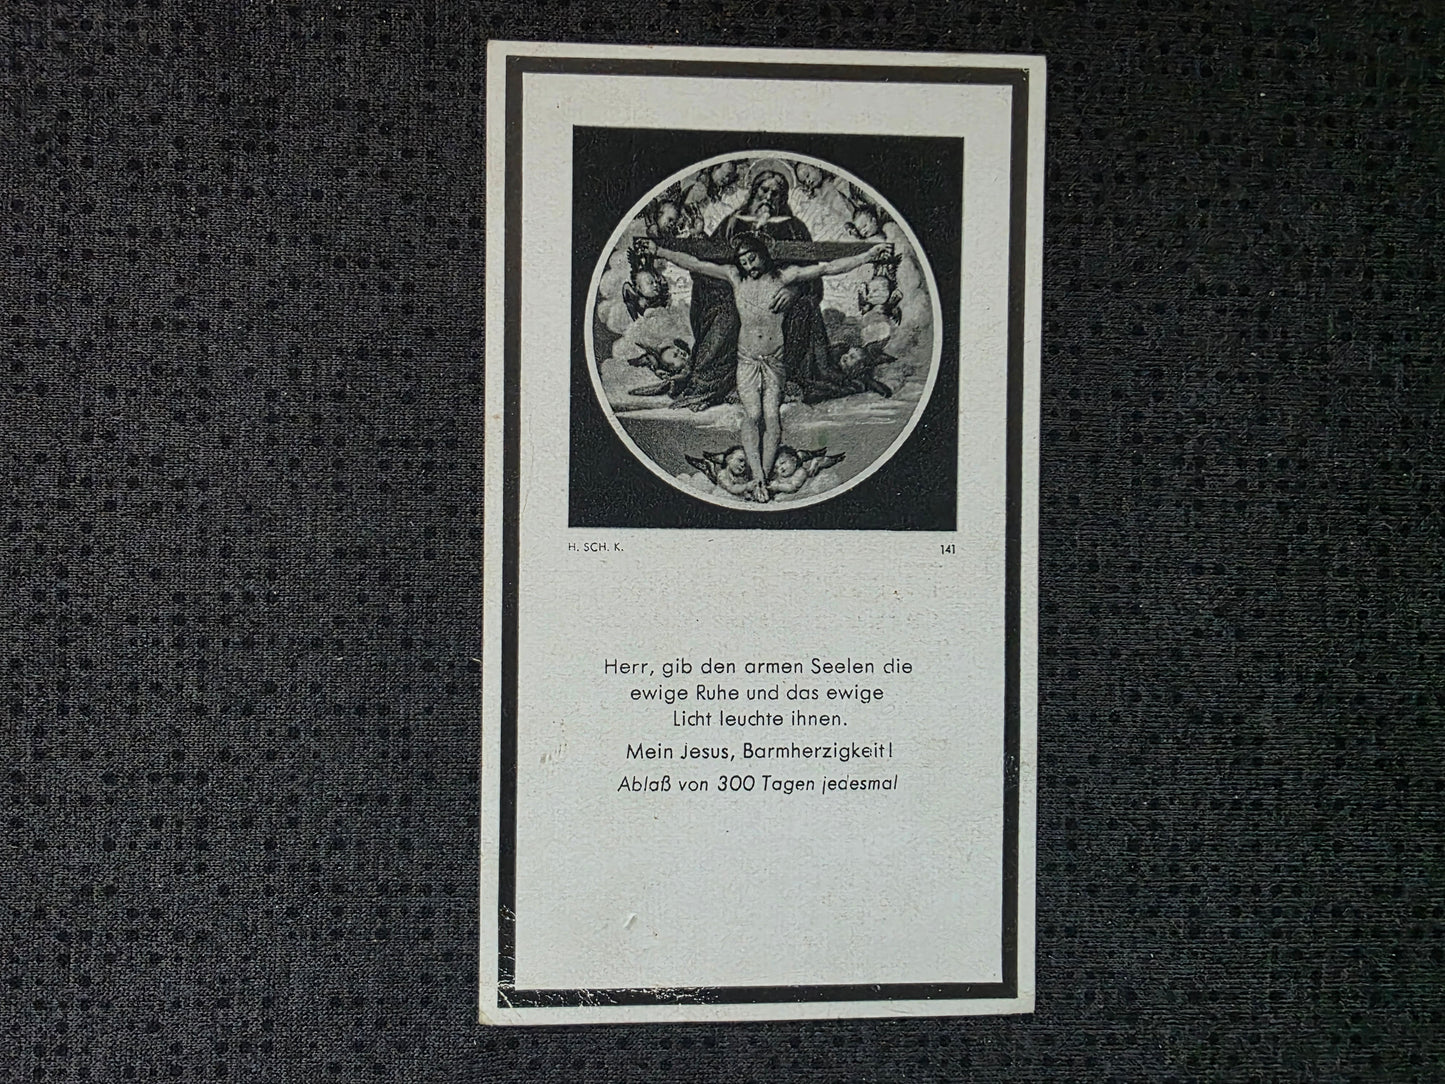 H. SCH. K. 141
Herr, gib den armen Seelen die
ewige Ruhe und das ewige
Licht leuchte ihnen.
Mein Jesus, Barmherzigkeit!
Ablaß von 300 Tagen jedesmal